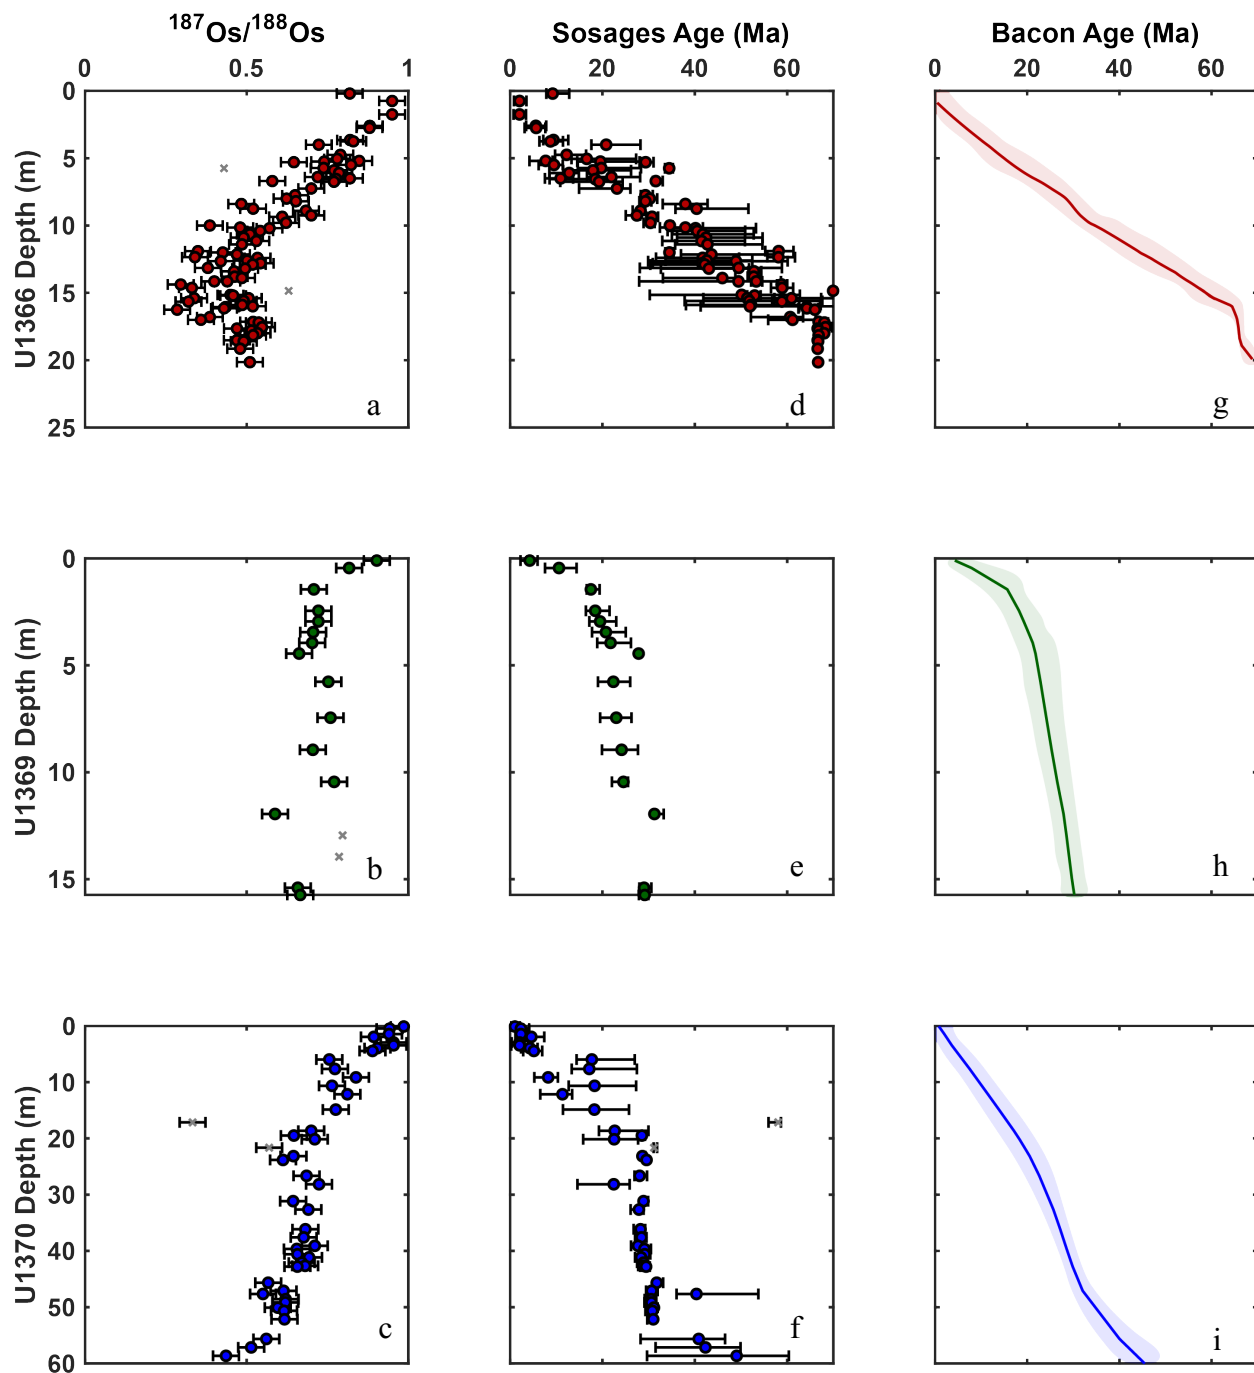 187Os/188Os
Sosages Age (Ma)
Bacon Age (Ma)
0 0.5 1
0 20 40 60
0 20 40 60
U1366 Depth (m)
0
5
10
15
20
25
a
d
g
U1369 Depth (m)
0
5
10
15
b
e
h
U1370 Depth (m)
0
10
20
30
40
50
60
c
f
i